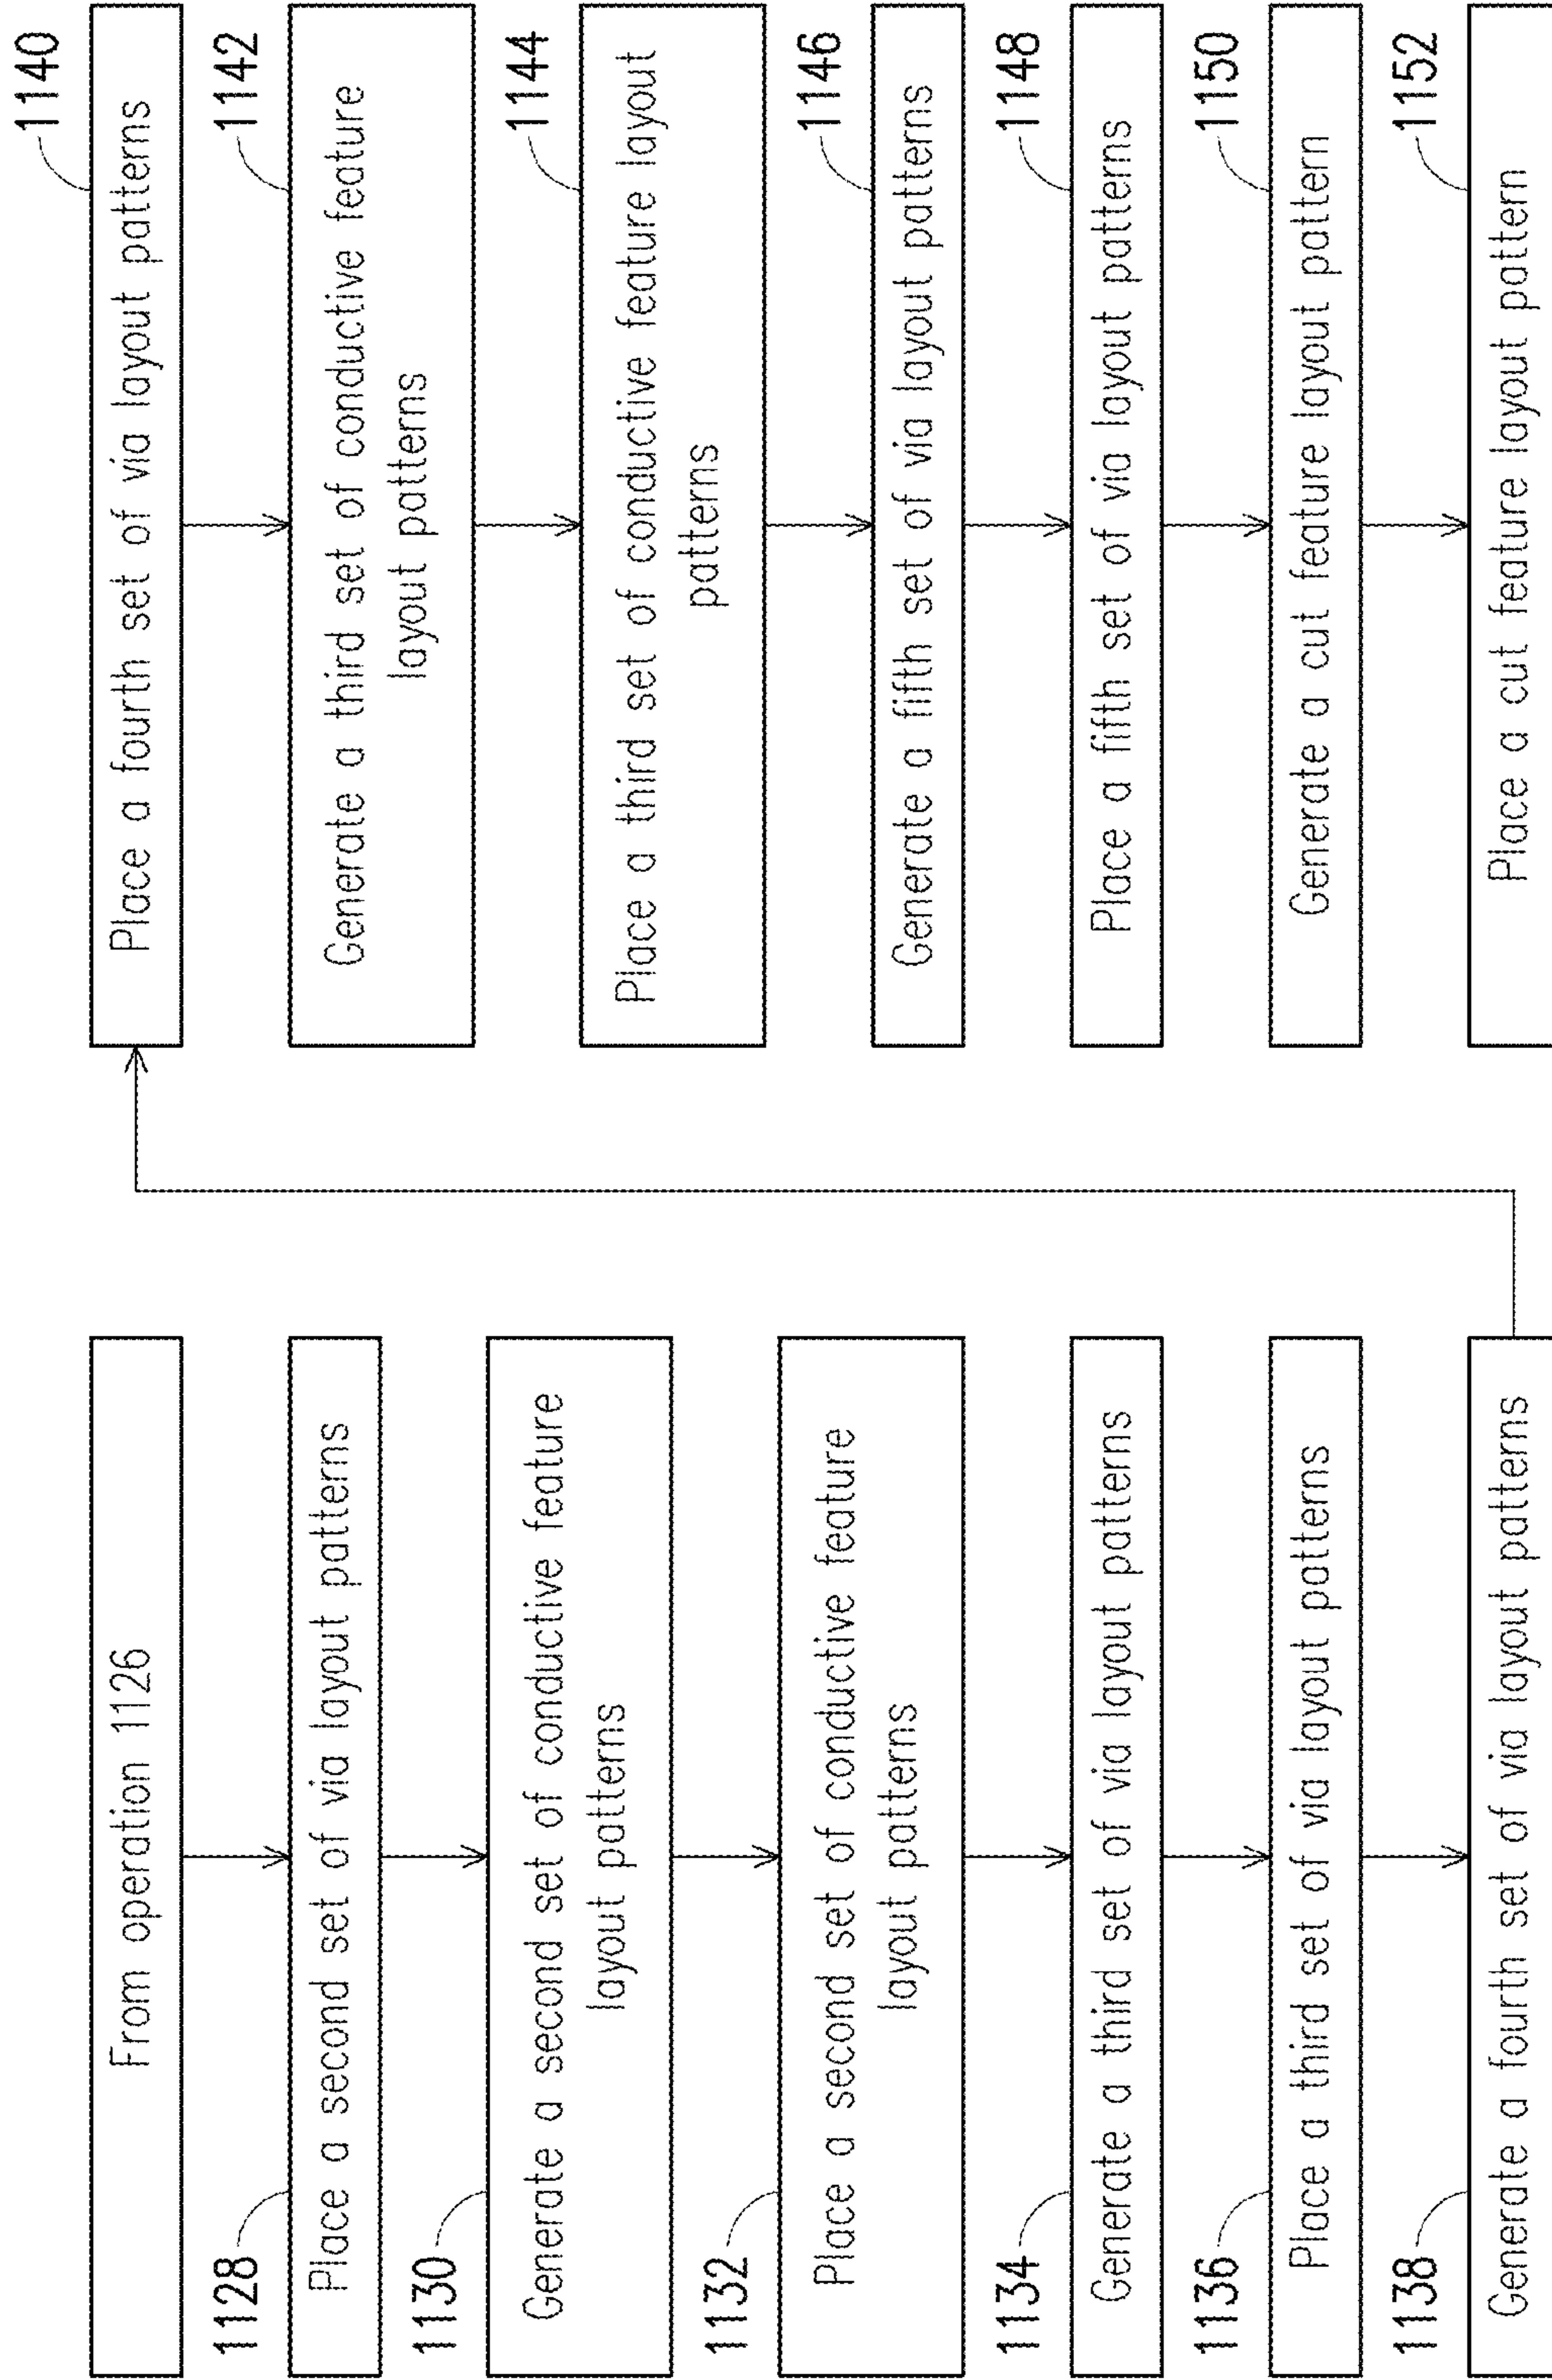 From operation 1126
1128
Place a second set of via layout patterns
1130
Generate a second set of conductive feature
layout patterns
1132
Place a second set of conductive feature
layout patterns
1134
Generate a third set of via layout patterns
1136
Place a third set of via layout patterns
1138
Generate a fourth set of via layout patterns
1140
Place a fourth set of via layout patterns
1142
Generate a third set of conductive feature
layout patterns
1144
Place a third set of conductive feature layout
patterns
1146
Generate a fifth set of via layout patterns
1148
Place a fifth set of via layout patterns
1150
Generate a cut feature layout pattern
1152
Place a cut feature layout pattern